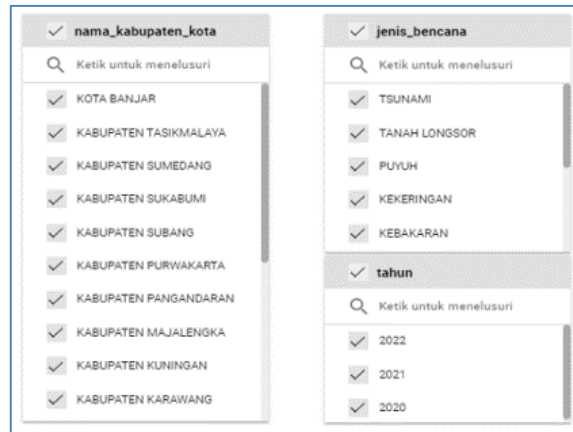 nama_kabupaten_kota
Ketik untuk menelusuri
KOTA BANJAR
KABUPATEN TASIKMALAYA
KABUPATEN SUMEDANG
KABUPATEN SUKABUMI
KABUPATEN SUBANG
KABUPATEN PURWAKARTA
KABUPATEN PANGANDARAN
KABUPATEN MAJALENGKA
KABUPATEN KUNINGAN
KABUPATEN KARAWANG
jenis_bencana
Ketik untuk menelusuri
TSUNAMI
TANAH LONGSOR
PUYUH
KEKERINGAN
KEBAKARAN
tahun
Ketik untuk menelusuri
2022
2021
2020